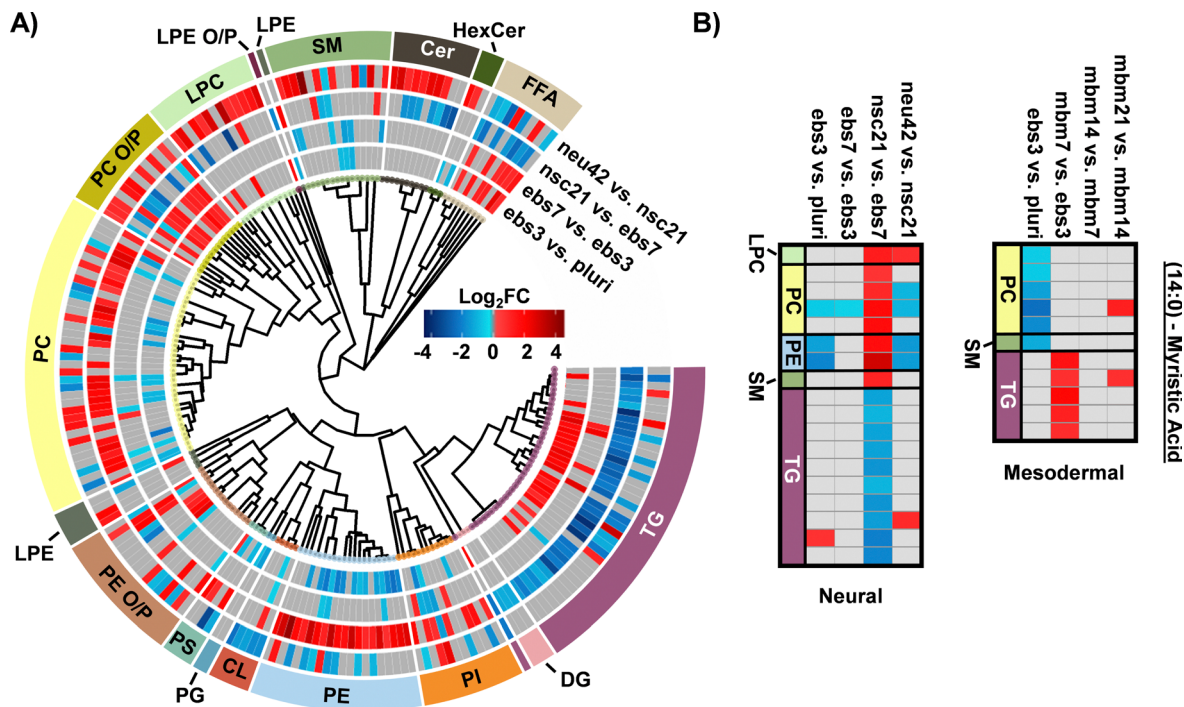 A)
LPE O/P
LPE
SM
Cer
HexCer
FFA
LPC
PC O/P
PC
LPE
PE O/P
PS
PG
CL
PE
PI
DG
TG
neu42 vs. nsc21
nsc21 vs. ebs7
ebs7 vs. ebs3
ebs3 vs. pluri
Log₂FC
-4 -2 0 2 4
B)
ebs3 vs. pluri
ebs7 vs. ebs3
nsc21 vs. ebs7
neu42 vs. nsc21
LPC
PC
PE
SM
TG
Neural
ebs3 vs. pluri
mbm7 vs. ebs3
mbm14 vs. mbm7
mbm21 vs. mbm14
PC
SM
TG
Mesodermal
(14:0) - Myristic Acid